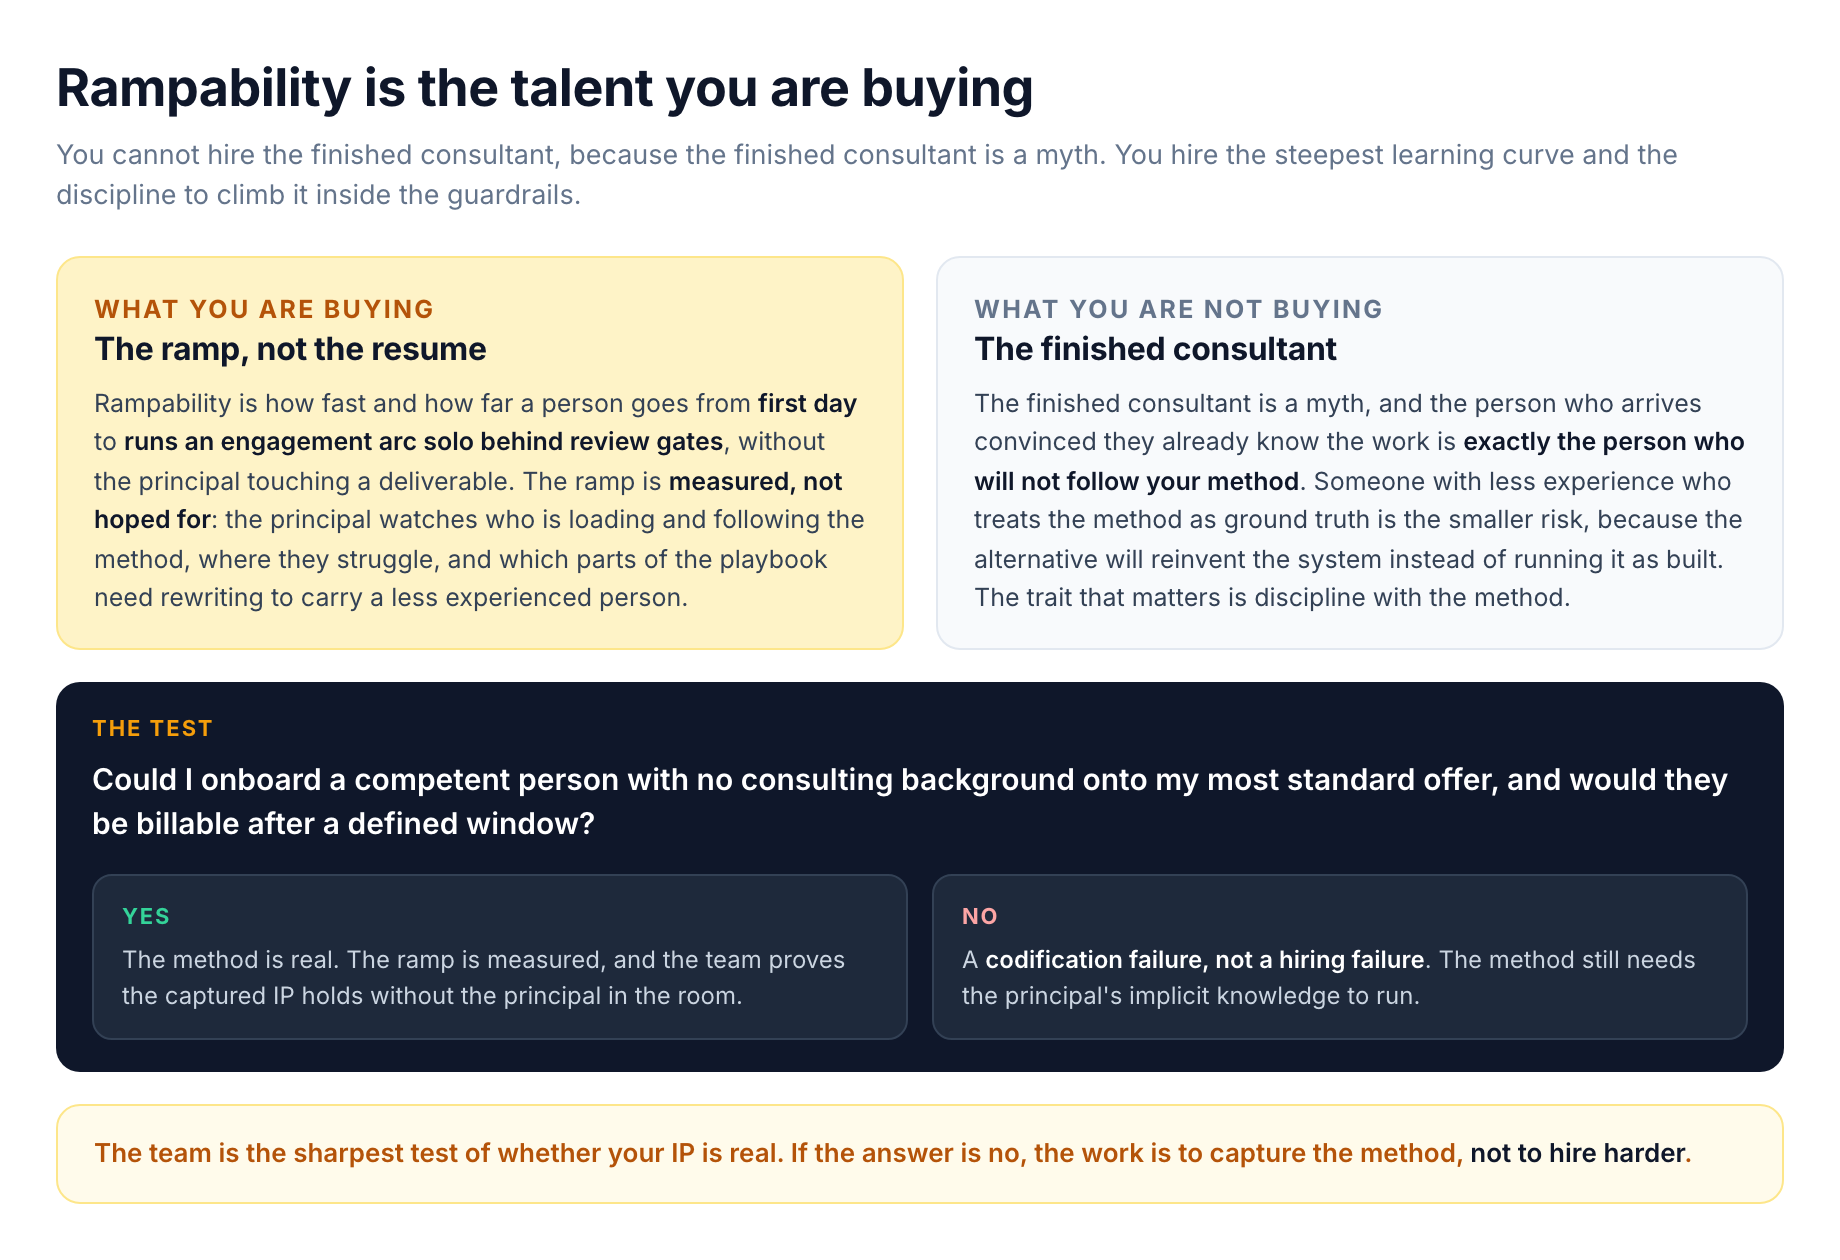 Rampability is the talent you are buying
You cannot hire the finished consultant, because the finished consultant is a myth. You hire the steepest learning curve and the
discipline to climb it inside the guardrails.
WHAT YOU ARE BUYING
The ramp, not the resume
Rampability is how fast and how far a person goes from first day
to runs an engagement arc solo behind review gates, without
the principal touching a deliverable. The ramp is measured, not
hoped for: the principal watches who is loading and following the
method, where they struggle, and which parts of the playbook
need rewriting to carry a less experienced person.
WHAT YOU ARE NOT BUYING
The finished consultant
The finished consultant is a myth, and the person who arrives
convinced they already know the work is exactly the person who
will not follow your method. Someone with less experience who
treats the method as ground truth is the smaller risk, because the
alternative will reinvent the system instead of running it as built.
The trait that matters is discipline with the method.
THE TEST
Could I onboard a competent person with no consulting background onto my most standard offer, and would they
be billable after a defined window?
YES
The method is real. The ramp is measured, and the team proves
the captured IP holds without the principal in the room.
NO
A codification failure, not a hiring failure. The method still needs
the principal's implicit knowledge to run.
The team is the sharpest test of whether your IP is real. If the answer is no, the work is to capture the method, not to hire harder.